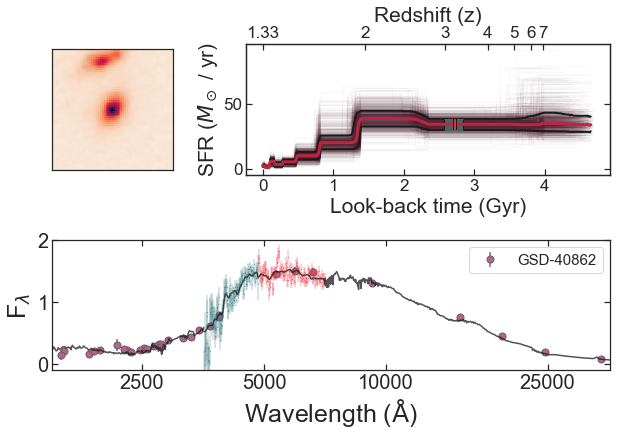 Redshift (z)
1.33 2 3 4 5 6 7
SFR (M⊙ / yr)
50
0
0 1 2 3 4
Look-back time (Gyr)
2
1
0
Fλ
GSD-40862
2500 5000 10000 25000
Wavelength (Å)